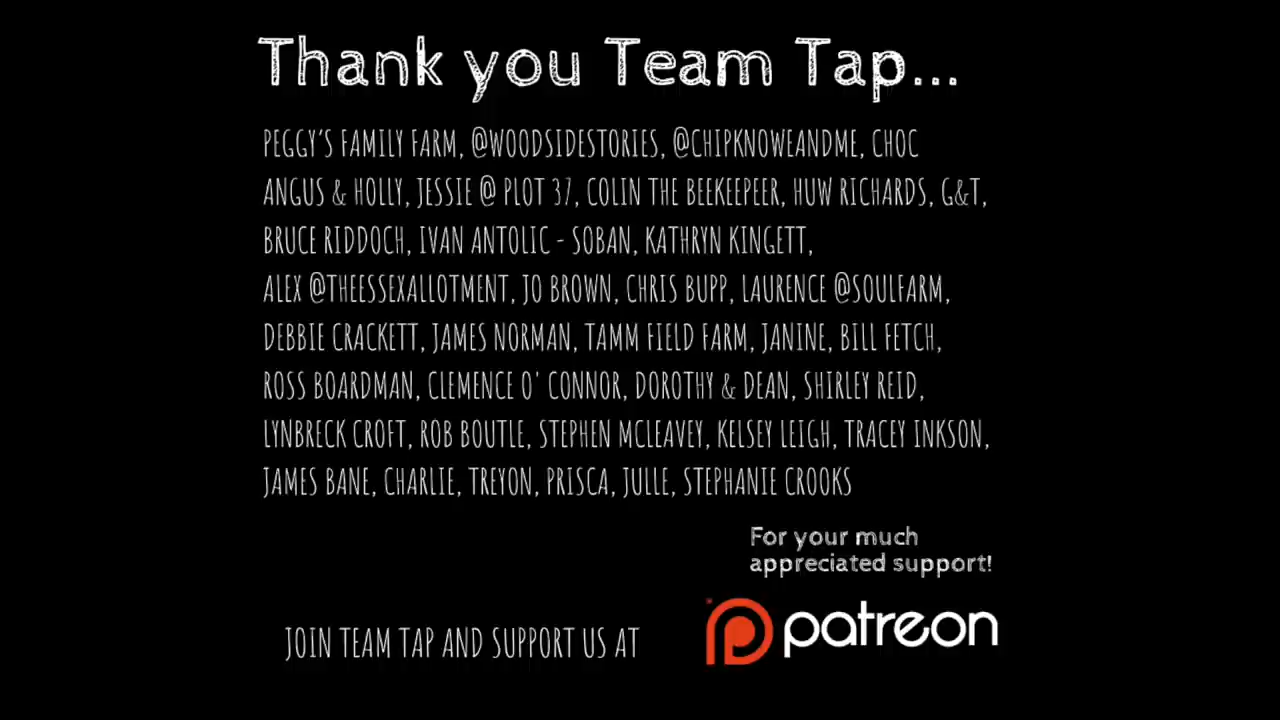 Thank you Team Tap...
PEGGY'S FAMILY FARM, @WOODSIDESTORIES, @CHIPKNOWEANDME, CHOC
ANGUS & HOLLY, JESSIE @ PLOT 37, COLIN THE BEEKEEPEER, HUW RICHARDS, G&T,
BRUCE RIDDOCH, IVAN ANTOLIC - SOBAN, KATHRYN KINGETT,
ALEX @THEESSEXALLOTMENT, JO BROWN, CHRIS BUPP, LAURENCE @SOULFARM,
DEBBIE CRACKETT, JAMES NORMAN, TAMM FIELD FARM, JANINE, BILL FETCH,
ROSS BOARDMAN, CLEMENCE O' CONNOR, DOROTHY & DEAN, SHIRLEY REID,
LYNBRECK CROFT, ROB BOUTLE, STEPHEN MCLEAVEY, KELSEY LEIGH, TRACEY INKSON,
JAMES BANE, CHARLIE, TREYON, PRISCA, JULLE, STEPHANIE CROOKS
For your much
appreciated support!
JOIN TEAM TAP AND SUPPORT US AT
patreon